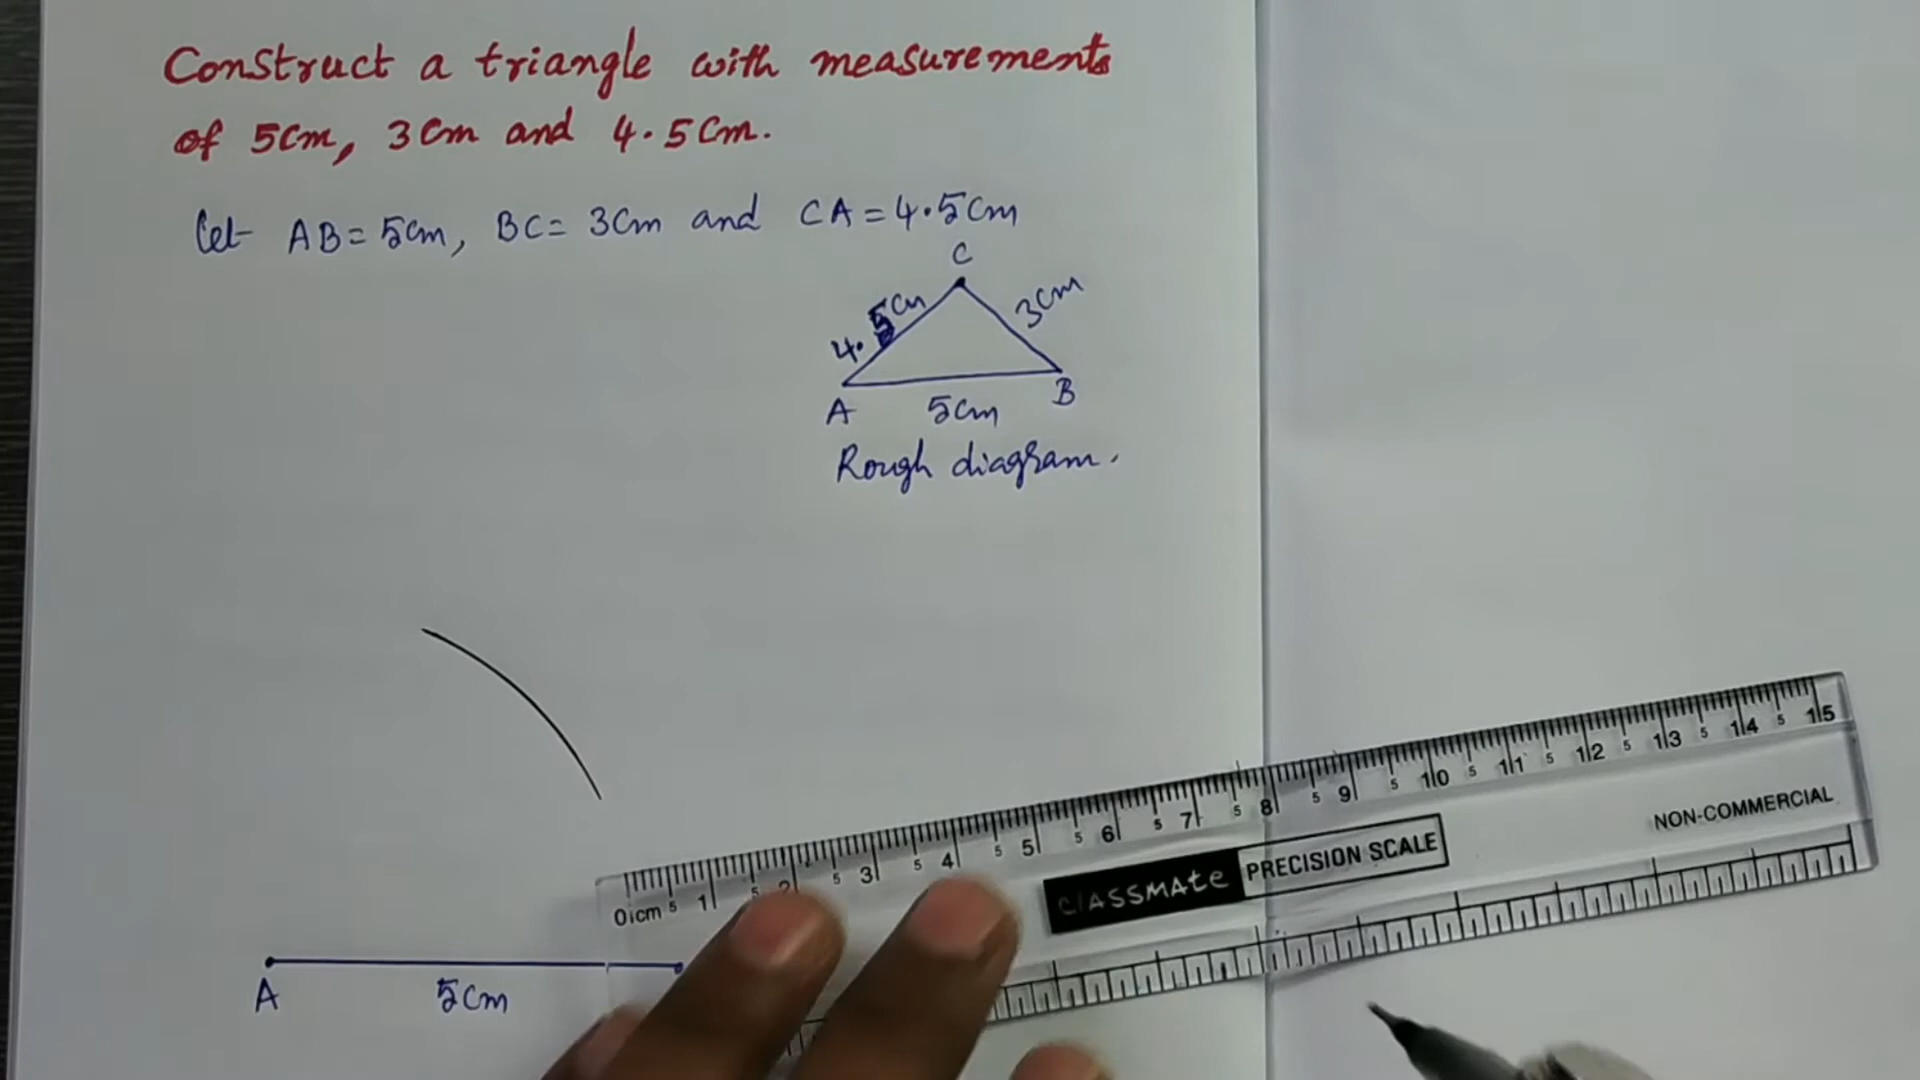 Construct a triangle with measurements
of 5cm, 3cm and 4.5cm.
Let AB=5cm, BC=3cm and CA=4.5cm
C
4.5cm
3cm
A
5cm
B
Rough diagram.
0 cm 5 1 5 2 5 3 5 4 5 5 5 6 5 7 5 8 5 9 5 10 5 11 5 12 5 13 5 14 5 15
CLASSMATE PRECISION SCALE
NON-COMMERCIAL
A
5cm